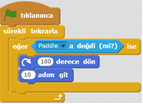 tıklanınca
sürekli tekrarla
eğer Paddle a değdi (mi?) ise
180 derece dön
10 adım git